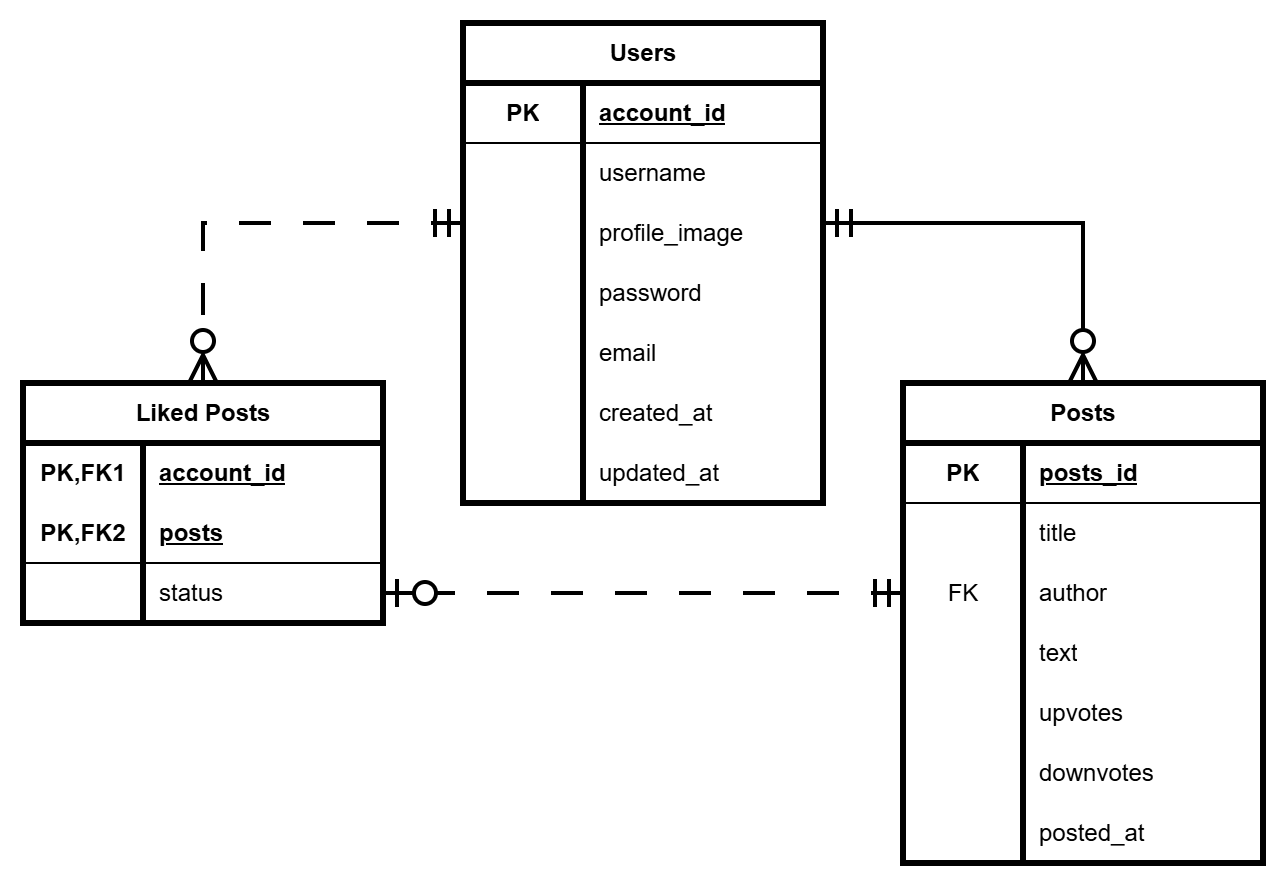 Users
PK account_id
username
profile_image
password
email
created_at
updated_at
Liked Posts
PK,FK1 account_id
PK,FK2 posts
status
Posts
PK posts_id
title
FK author
text
upvotes
downvotes
posted_at